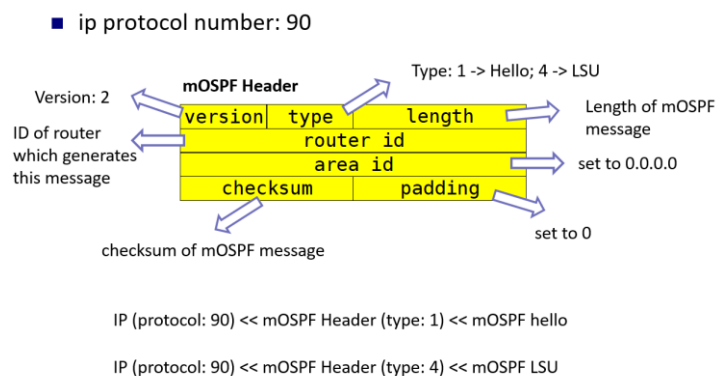 ip protocol number: 90
Type: 1 -> Hello; 4 -> LSU
mOSPF Header
Version: 2
version type length
Length of mOSPF
message
ID of router
which generates
this message
router id
area id
set to 0.0.0.0
checksum padding
set to 0
checksum of mOSPF message
IP (protocol: 90) << mOSPF Header (type: 1) << mOSPF hello
IP (protocol: 90) << mOSPF Header (type: 4) << mOSPF LSU